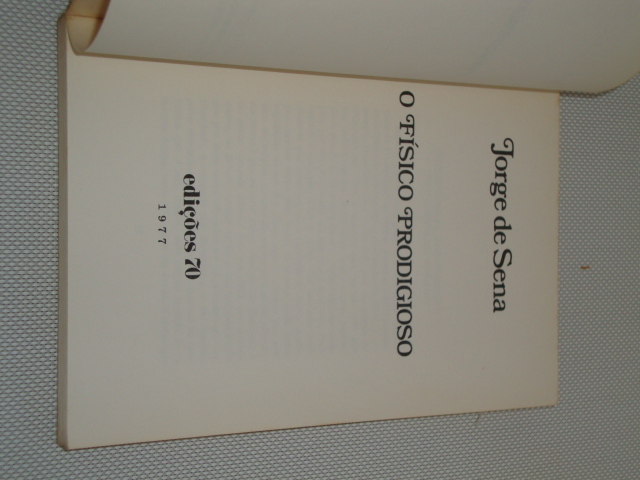 Jorge de Sena
O FÍSICO PRODIGIOSO
edições 70
1977